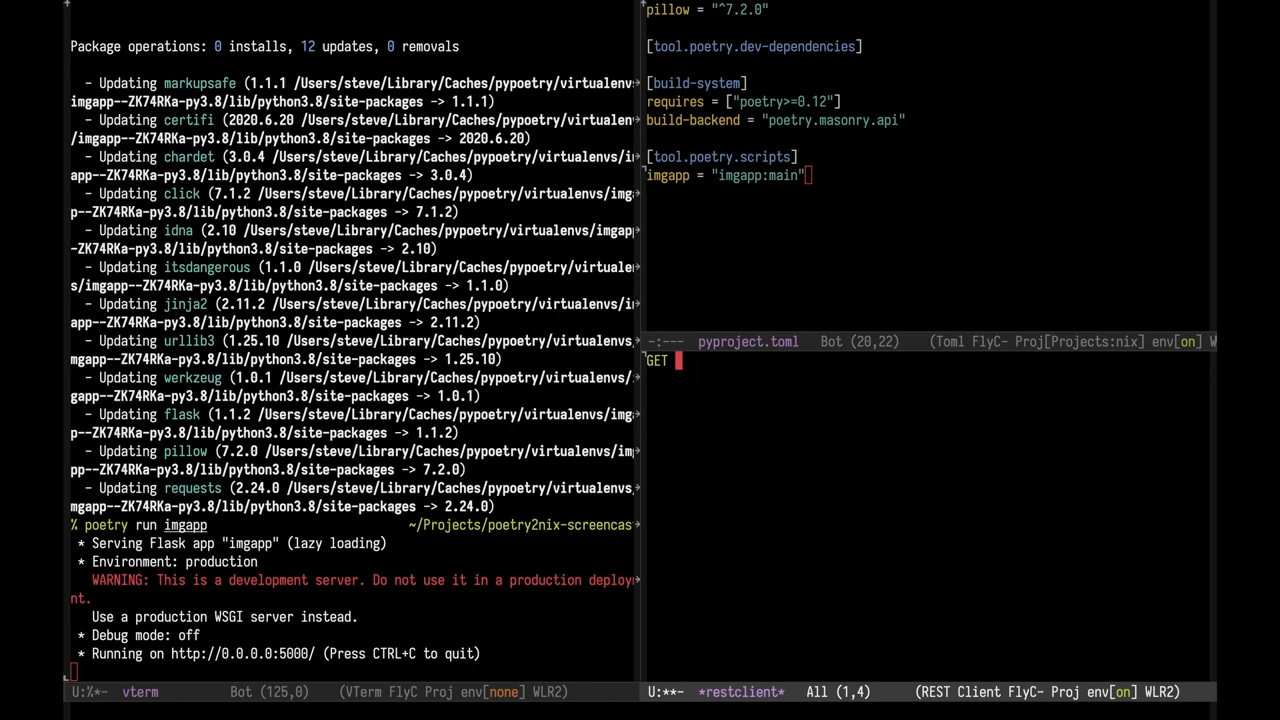 Package operations: 0 installs, 12 updates, 0 removals
- Updating markupsafe (1.1.1 /Users/steve/Library/Caches/pypoetry/virtualenvs
imgapp--ZK74RKa-py3.8/lib/python3.8/site-packages -> 1.1.1)
- Updating certifi (2020.6.20 /Users/steve/Library/Caches/pypoetry/virtualen
/imgapp--ZK74RKa-py3.8/lib/python3.8/site-packages -> 2020.6.20)
- Updating chardet (3.0.4 /Users/steve/Library/Caches/pypoetry/virtualenvs/i
app--ZK74RKa-py3.8/lib/python3.8/site-packages -> 3.0.4)
- Updating click (7.1.2 /Users/steve/Library/Caches/pypoetry/virtualenvs/img
p--ZK74RKa-py3.8/lib/python3.8/site-packages -> 7.1.2)
- Updating idna (2.10 /Users/steve/Library/Caches/pypoetry/virtualenvs/imgap
-ZK74RKa-py3.8/lib/python3.8/site-packages -> 2.10)
- Updating itsdangerous (1.1.0 /Users/steve/Library/Caches/pypoetry/virtualen
s/imgapp--ZK74RKa-py3.8/lib/python3.8/site-packages -> 1.1.0)
- Updating jinja2 (2.11.2 /Users/steve/Library/Caches/pypoetry/virtualenvs/i
app--ZK74RKa-py3.8/lib/python3.8/site-packages -> 2.11.2)
- Updating urllib3 (1.25.10 /Users/steve/Library/Caches/pypoetry/virtualenvs/
mgapp--ZK74RKa-py3.8/lib/python3.8/site-packages -> 1.25.10)
- Updating werkzeug (1.0.1 /Users/steve/Library/Caches/pypoetry/virtualenvs/
gapp--ZK74RKa-py3.8/lib/python3.8/site-packages -> 1.0.1)
- Updating flask (1.1.2 /Users/steve/Library/Caches/pypoetry/virtualenvs/img
p--ZK74RKa-py3.8/lib/python3.8/site-packages -> 1.1.2)
- Updating pillow (7.2.0 /Users/steve/Library/Caches/pypoetry/virtualenvs/im
pp--ZK74RKa-py3.8/lib/python3.8/site-packages -> 7.2.0)
- Updating requests (2.24.0 /Users/steve/Library/Caches/pypoetry/virtualenvs
mgapp--ZK74RKa-py3.8/lib/python3.8/site-packages -> 2.24.0)
% poetry run imgapp ~/Projects/poetry2nix-screencas
* Serving Flask app "imgapp" (lazy loading)
* Environment: production
WARNING: This is a development server. Do not use it in a production deploy
nt.
Use a production WSGI server instead.
* Debug mode: off
* Running on http://0.0.0.0:5000/ (Press CTRL+C to quit)
U:%*- vterm Bot (125,0) (VTerm FlyC Proj env[none] WLR2)
pillow = "^7.2.0"
[tool.poetry.dev-dependencies]
[build-system]
requires = ["poetry>=0.12"]
build-backend = "poetry.masonry.api"
[tool.poetry.scripts]
imgapp = "imgapp:main"
-:--- pyproject.toml Bot (20,22) (Toml FlyC- Proj[Projects:nix] env[on] W
GET
U:**- *restclient* All (1,4) (REST Client FlyC- Proj env[on] WLR2)